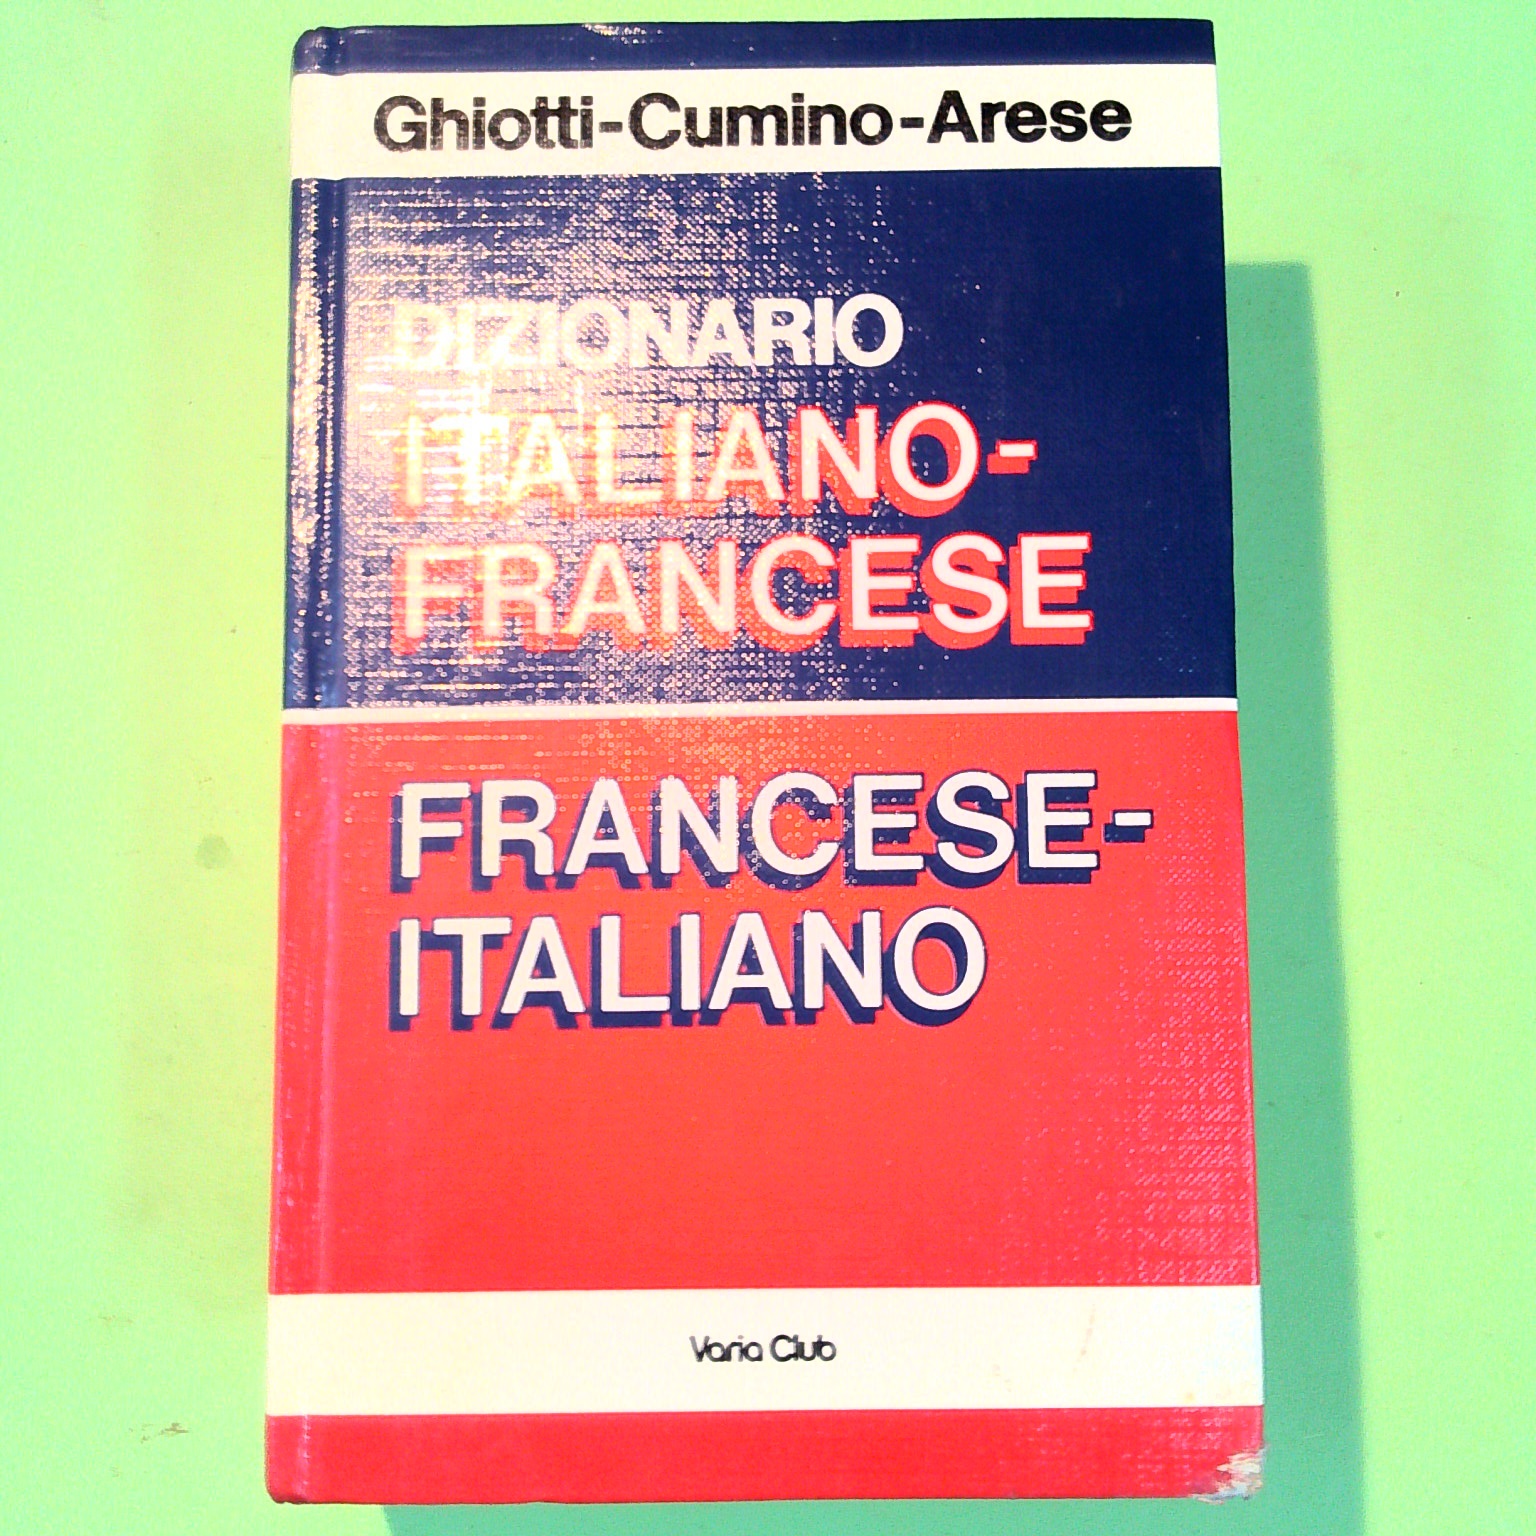 Ghiotti-Cumino-Arese
DIZIONARIO
ITALIANO-
FRANCESE
FRANCESE-
ITALIANO
Varia Club